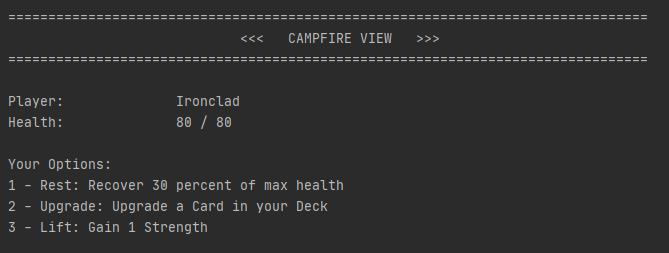 ================================================================================
<<<   CAMPFIRE VIEW   >>>
================================================================================
Player:              Ironclad
Health:              80 / 80
Your Options:
1 - Rest: Recover 30 percent of max health
2 - Upgrade: Upgrade a Card in your Deck
3 - Lift: Gain 1 Strength